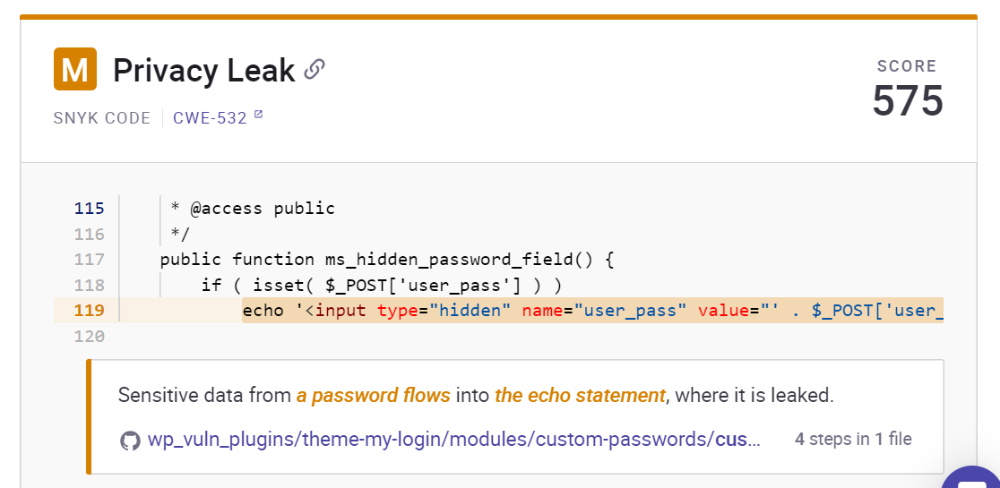 M Privacy Leak
SCORE
575
SNYK CODE CWE-532
115 * @access public
116 */
117 public function ms_hidden_password_field() {
118 if ( isset( $_POST['user_pass'] ) )
119 echo '<input type="hidden" name="user_pass" value="' . $_POST['user_
120
Sensitive data from a password flows into the echo statement, where it is leaked.
wp_vuln_plugins/theme-my-login/modules/custom-passwords/cus... 4 steps in 1 file